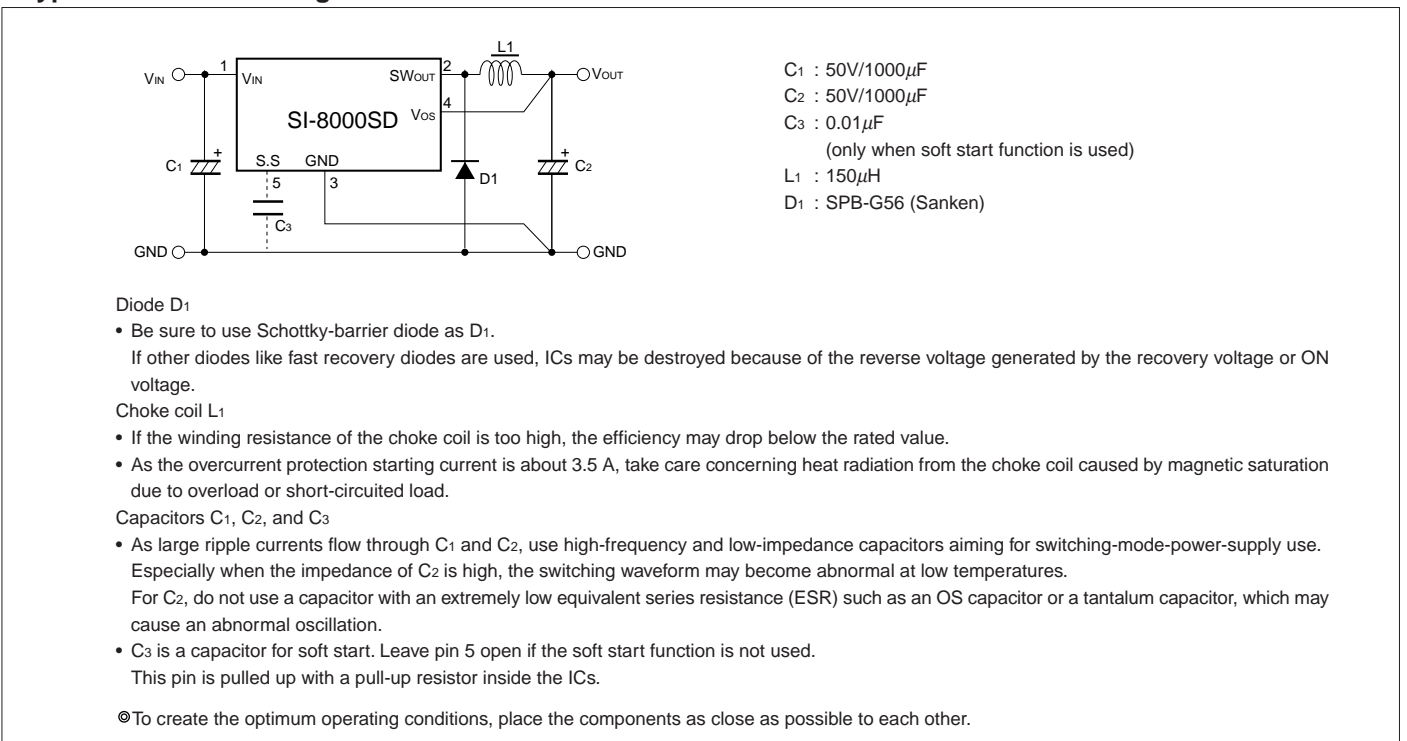 VIN
1
VIN
SWOUT
2
L1
VOUT
SI-8000SD
VOS
4
C1
+
S.S
GND
5
3
C3
D1
+
C2
GND
GND
C1 : 50V/1000μF
C2 : 50V/1000μF
C3 : 0.01μF
(only when soft start function is used)
L1 : 150μH
D1 : SPB-G56 (Sanken)
Diode D1
• Be sure to use Schottky-barrier diode as D1.
If other diodes like fast recovery diodes are used, ICs may be destroyed because of the reverse voltage generated by the recovery voltage or ON
voltage.
Choke coil L1
• If the winding resistance of the choke coil is too high, the efficiency may drop below the rated value.
• As the overcurrent protection starting current is about 3.5 A, take care concerning heat radiation from the choke coil caused by magnetic saturation
due to overload or short-circuited load.
Capacitors C1, C2, and C3
• As large ripple currents flow through C1 and C2, use high-frequency and low-impedance capacitors aiming for switching-mode-power-supply use.
Especially when the impedance of C2 is high, the switching waveform may become abnormal at low temperatures.
For C2, do not use a capacitor with an extremely low equivalent series resistance (ESR) such as an OS capacitor or a tantalum capacitor, which may
cause an abnormal oscillation.
• C3 is a capacitor for soft start. Leave pin 5 open if the soft start function is not used.
This pin is pulled up with a pull-up resistor inside the ICs.
◎To create the optimum operating conditions, place the components as close as possible to each other.